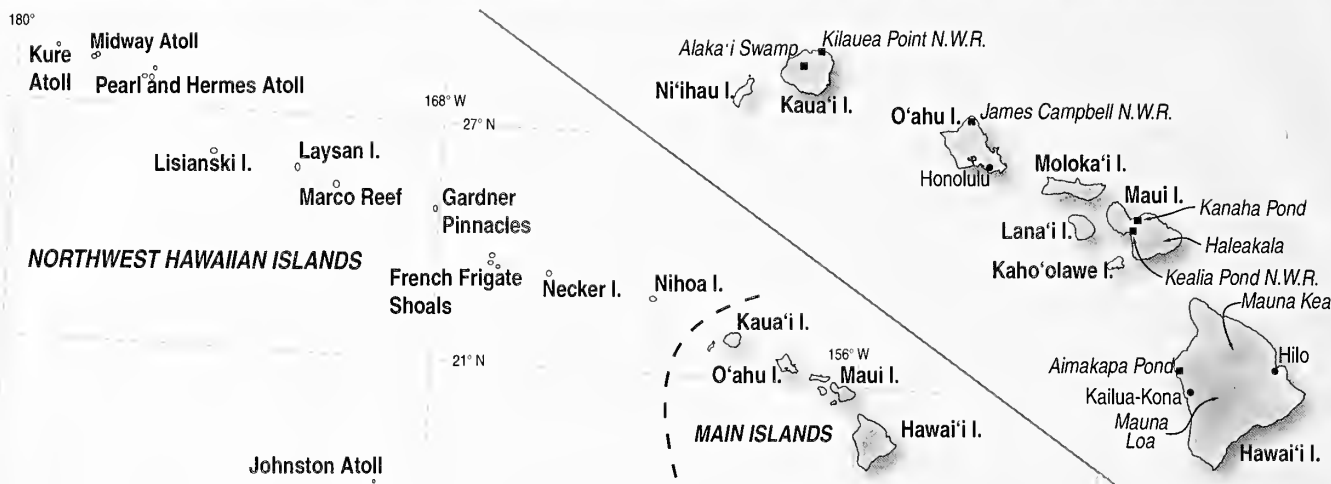 180°
Kure
Atoll
Midway Atoll
Pearl and Hermes Atoll
168° W
27° N
Lisianski I.
Laysan I.
Marco Reef
Gardner
Pinnacles
NORTHWEST HAWAIIAN ISLANDS
French Frigate
Shoals
Necker I.
Nihoa I.
21° N
Johnston Atoll
Kaua‘i I.
O‘ahu I.
156° W
Maui I.
MAIN ISLANDS
Hawai‘i I.
Alaka‘i Swamp
Kilauea Point N.W.R.
Ni‘ihau I.
Kaua‘i I.
O‘ahu I.
James Campbell N.W.R.
Honolulu
Moloka‘i I.
Maui I.
Kanaha Pond
Lana‘i I.
Haleakala
Kaho‘olawe I.
Kealia Pond N.W.R.
Mauna Kea
Aimakapa Pond
Hilo
Kailua-Kona
Mauna
Loa
Hawai‘i I.